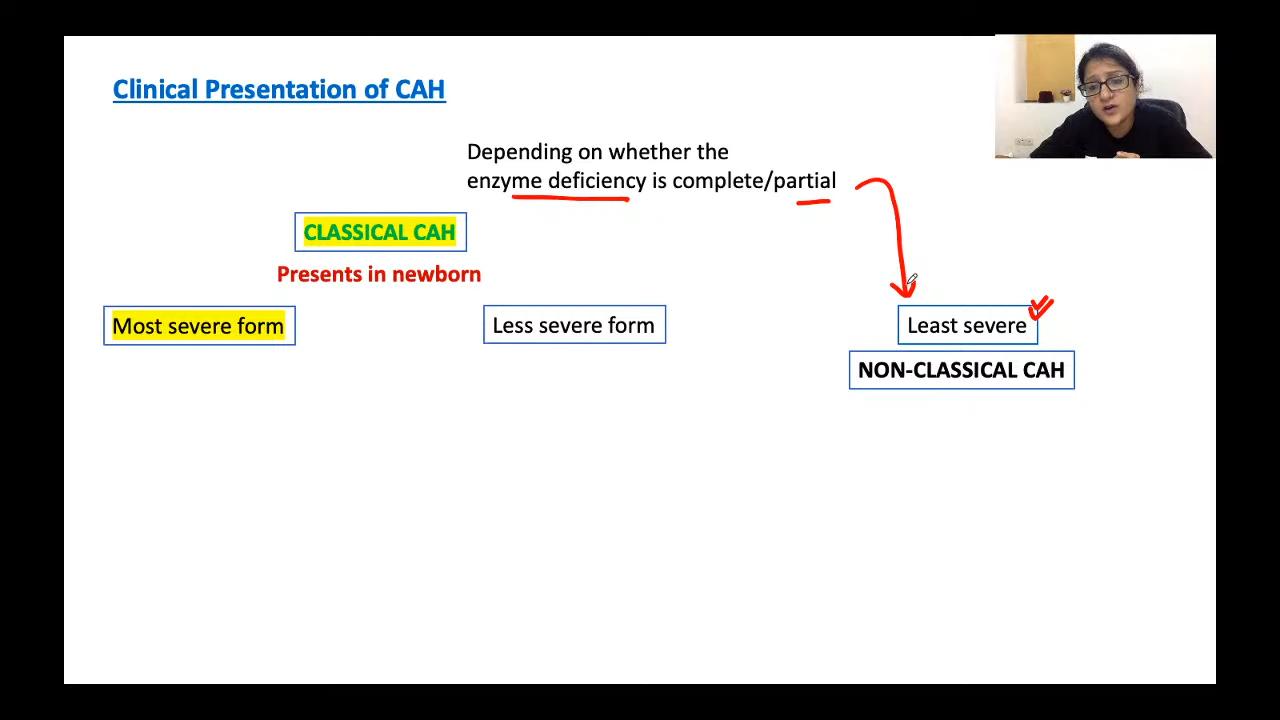 Clinical Presentation of CAH
Depending on whether the
enzyme deficiency is complete/partial
CLASSICAL CAH
Presents in newborn
Most severe form
Less severe form
Least severe
NON-CLASSICAL CAH